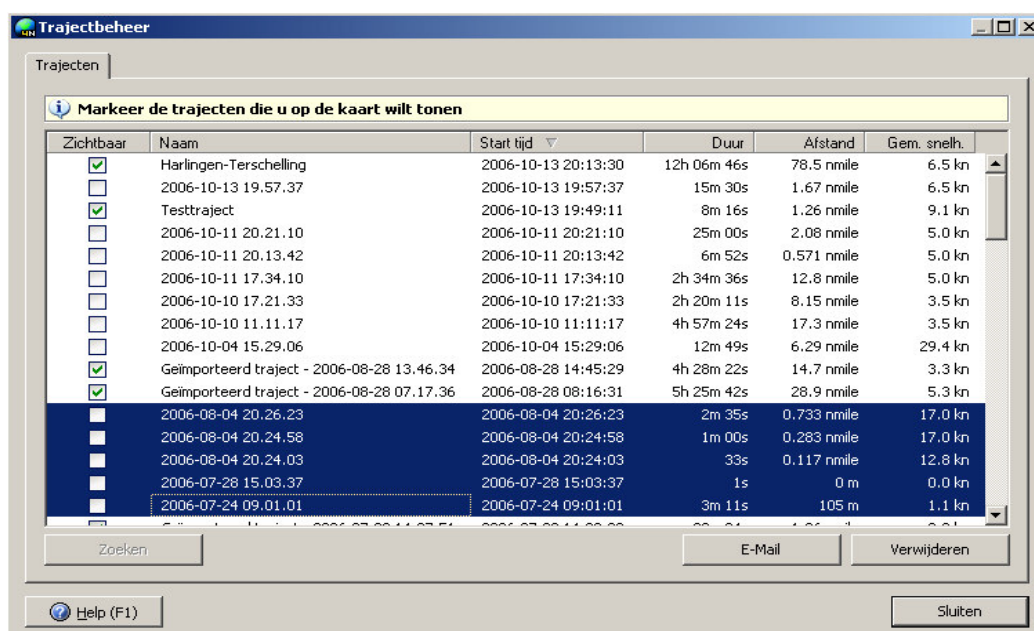 Trajectbeheer
Trajecten
Markeer de trajecten die u op de kaart wilt tonen
Zichtbaar Naam Start tijd Duur Afstand Gem. snelh.
Harlingen-Terschelling 2006-10-13 20:13:30 12h 06m 46s 78.5 nmile 6.5 kn
2006-10-13 19.57.37 2006-10-13 19:57:37 15m 30s 1.67 nmile 6.5 kn
Testtraject 2006-10-13 19:49:11 8m 16s 1.26 nmile 9.1 kn
2006-10-11 20.21.10 2006-10-11 20:21:10 25m 00s 2.08 nmile 5.0 kn
2006-10-11 20.13.42 2006-10-11 20:13:42 6m 52s 0.571 nmile 5.0 kn
2006-10-11 17.34.10 2006-10-11 17:34:10 2h 34m 36s 12.8 nmile 5.0 kn
2006-10-10 17.21.33 2006-10-10 17:21:33 2h 20m 11s 8.15 nmile 3.5 kn
2006-10-10 11.11.17 2006-10-10 11:11:17 4h 57m 24s 17.3 nmile 3.5 kn
2006-10-04 15.29.06 2006-10-04 15:29:06 12m 49s 6.29 nmile 29.4 kn
Geïmporteerd traject - 2006-08-28 13.46.34 2006-08-28 14:45:29 4h 28m 22s 14.7 nmile 3.3 kn
Geïmporteerd traject - 2006-08-28 07.17.36 2006-08-28 08:16:31 5h 25m 42s 28.9 nmile 5.3 kn
2006-08-04 20.26.23 2006-08-04 20:26:23 2m 35s 0.733 nmile 17.0 kn
2006-08-04 20.24.58 2006-08-04 20:24:58 1m 00s 0.283 nmile 17.0 kn
2006-08-04 20.24.03 2006-08-04 20:24:03 33s 0.117 nmile 12.8 kn
2006-07-28 15.03.37 2006-07-28 15:03:37 1s 0 m 0.0 kn
2006-07-24 09.01.01 2006-07-24 09:01:01 3m 11s 105 m 1.1 kn
Zoeken E-Mail Verwijderen
Help (F1) Sluiten